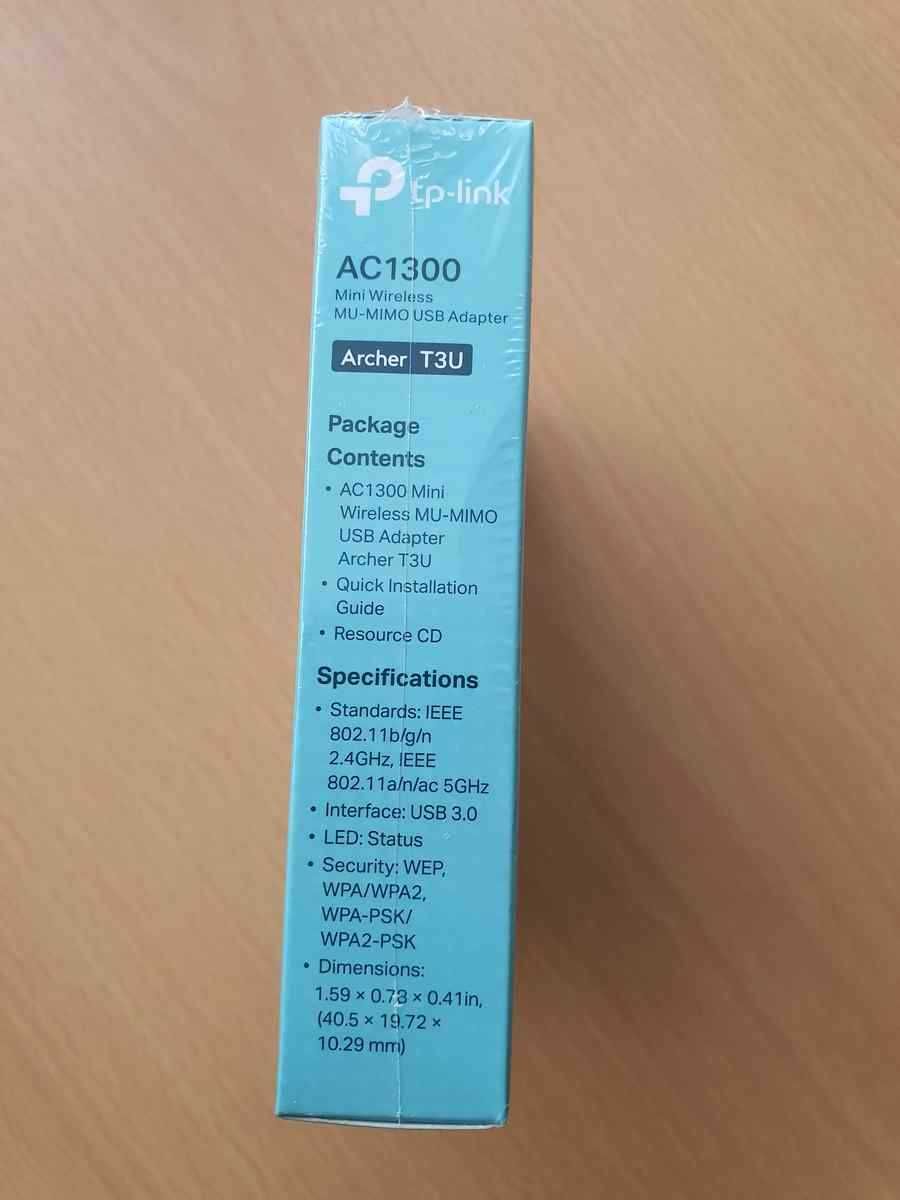 tp-link
AC1300
Mini Wireless
MU-MIMO USB Adapter
Archer T3U
Package
Contents
• AC1300 Mini
Wireless MU-MIMO
USB Adapter
Archer T3U
• Quick Installation
Guide
• Resource CD
Specifications
• Standards: IEEE
802.11b/g/n
2.4GHz, IEEE
802.11a/n/ac 5GHz
• Interface: USB 3.0
• LED: Status
• Security: WEP,
WPA/WPA2,
WPA-PSK/
WPA2-PSK
• Dimensions:
1.59 × 0.78 × 0.41in,
(40.5 × 19.72 ×
10.29 mm)